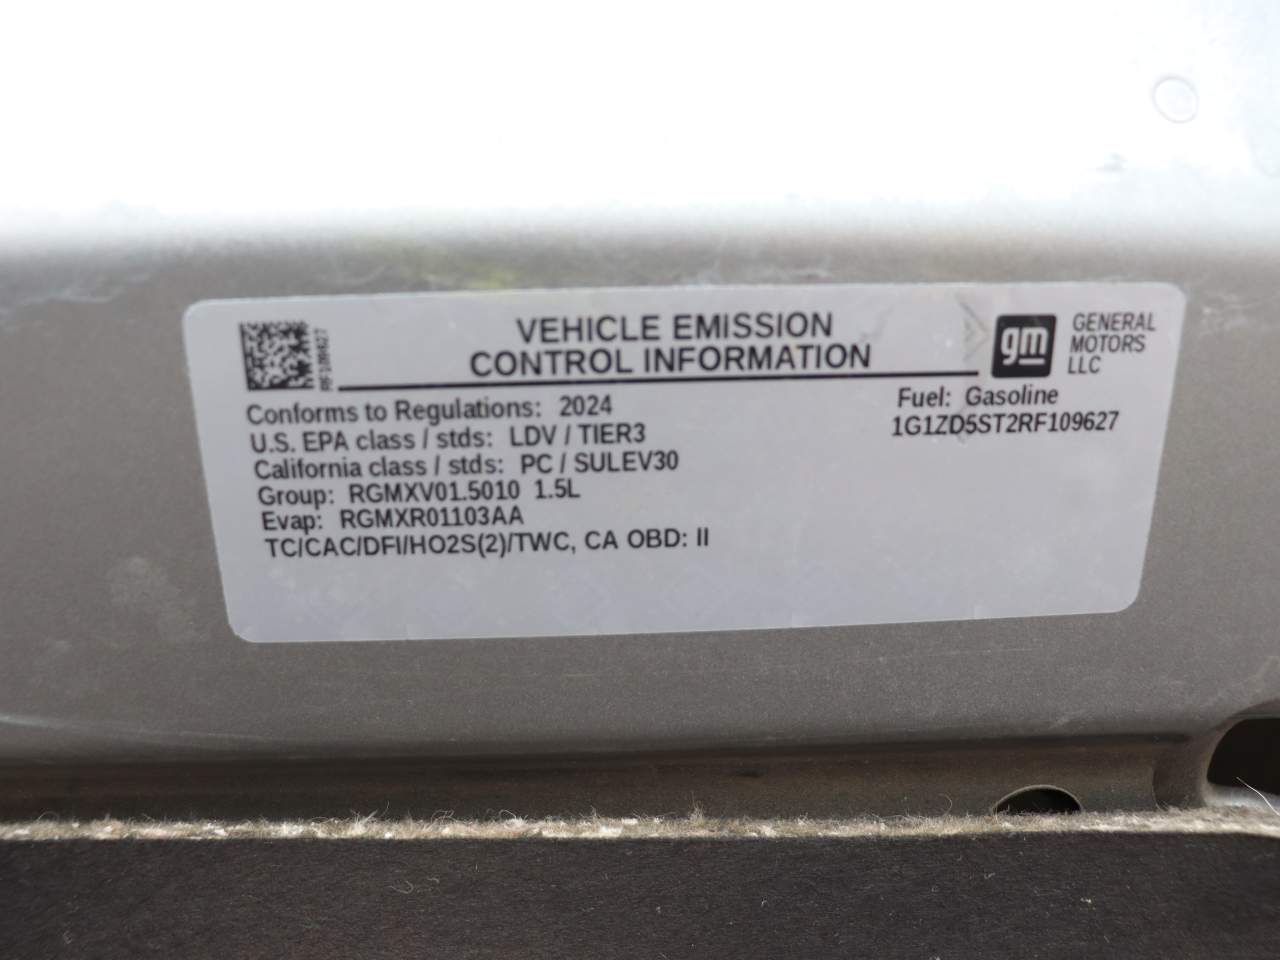 VEHICLE EMISSION
CONTROL INFORMATION
gm
GENERAL
MOTORS
LLC
Conforms to Regulations: 2024
U.S. EPA class / stds: LDV / TIER3
California class / stds: PC / SULEV30
Group: RGMXV01.5010 1.5L
Evap: RGMXR01103AA
TC/CAC/DFI/HO2S(2)/TWC, CA OBD: II
Fuel: Gasoline
1G1ZD5ST2RF109627